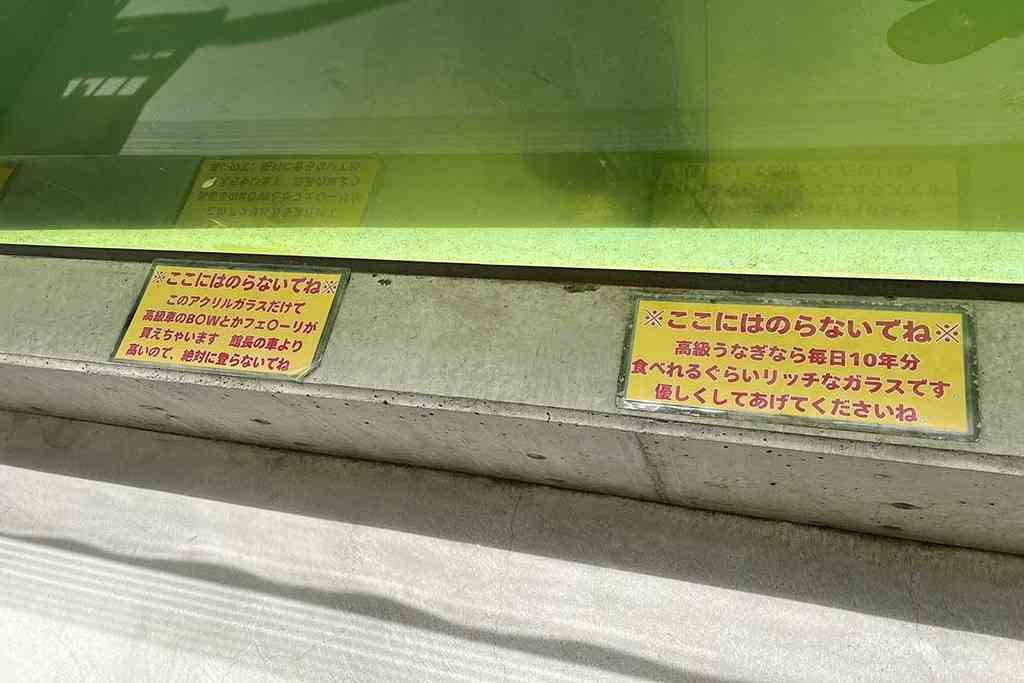 ※ここにはのらないでね※
このアクリルガラスだけで
高級車のBOWとかフェ〇ーリが
買えちゃいます 館長の車より
高いので、絶対に登らないでね
※ここにはのらないでね※
高級うなぎなら毎日10年分
食べれるぐらいリッチなガラスです
優しくしてあげてくださいね